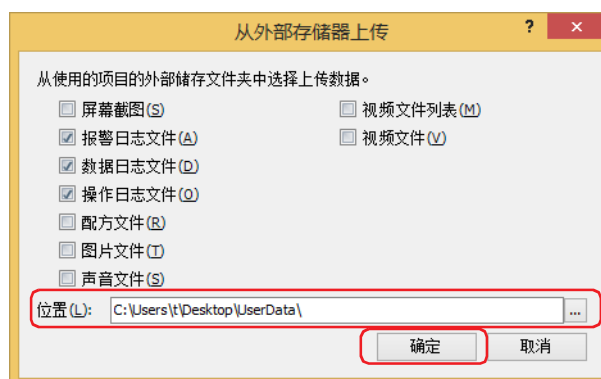 从外部存储器上传
? ×
从使用的项目的外部储存文件夹中选择上传数据。
屏幕截图(S) 视频文件列表(M)
报警日志文件(A) 视频文件(V)
数据日志文件(D)
操作日志文件(O)
配方文件(R)
图片文件(T)
声音文件(S)
位置(L): C:\Users\t\Desktop\UserData\ ...
确定 取消